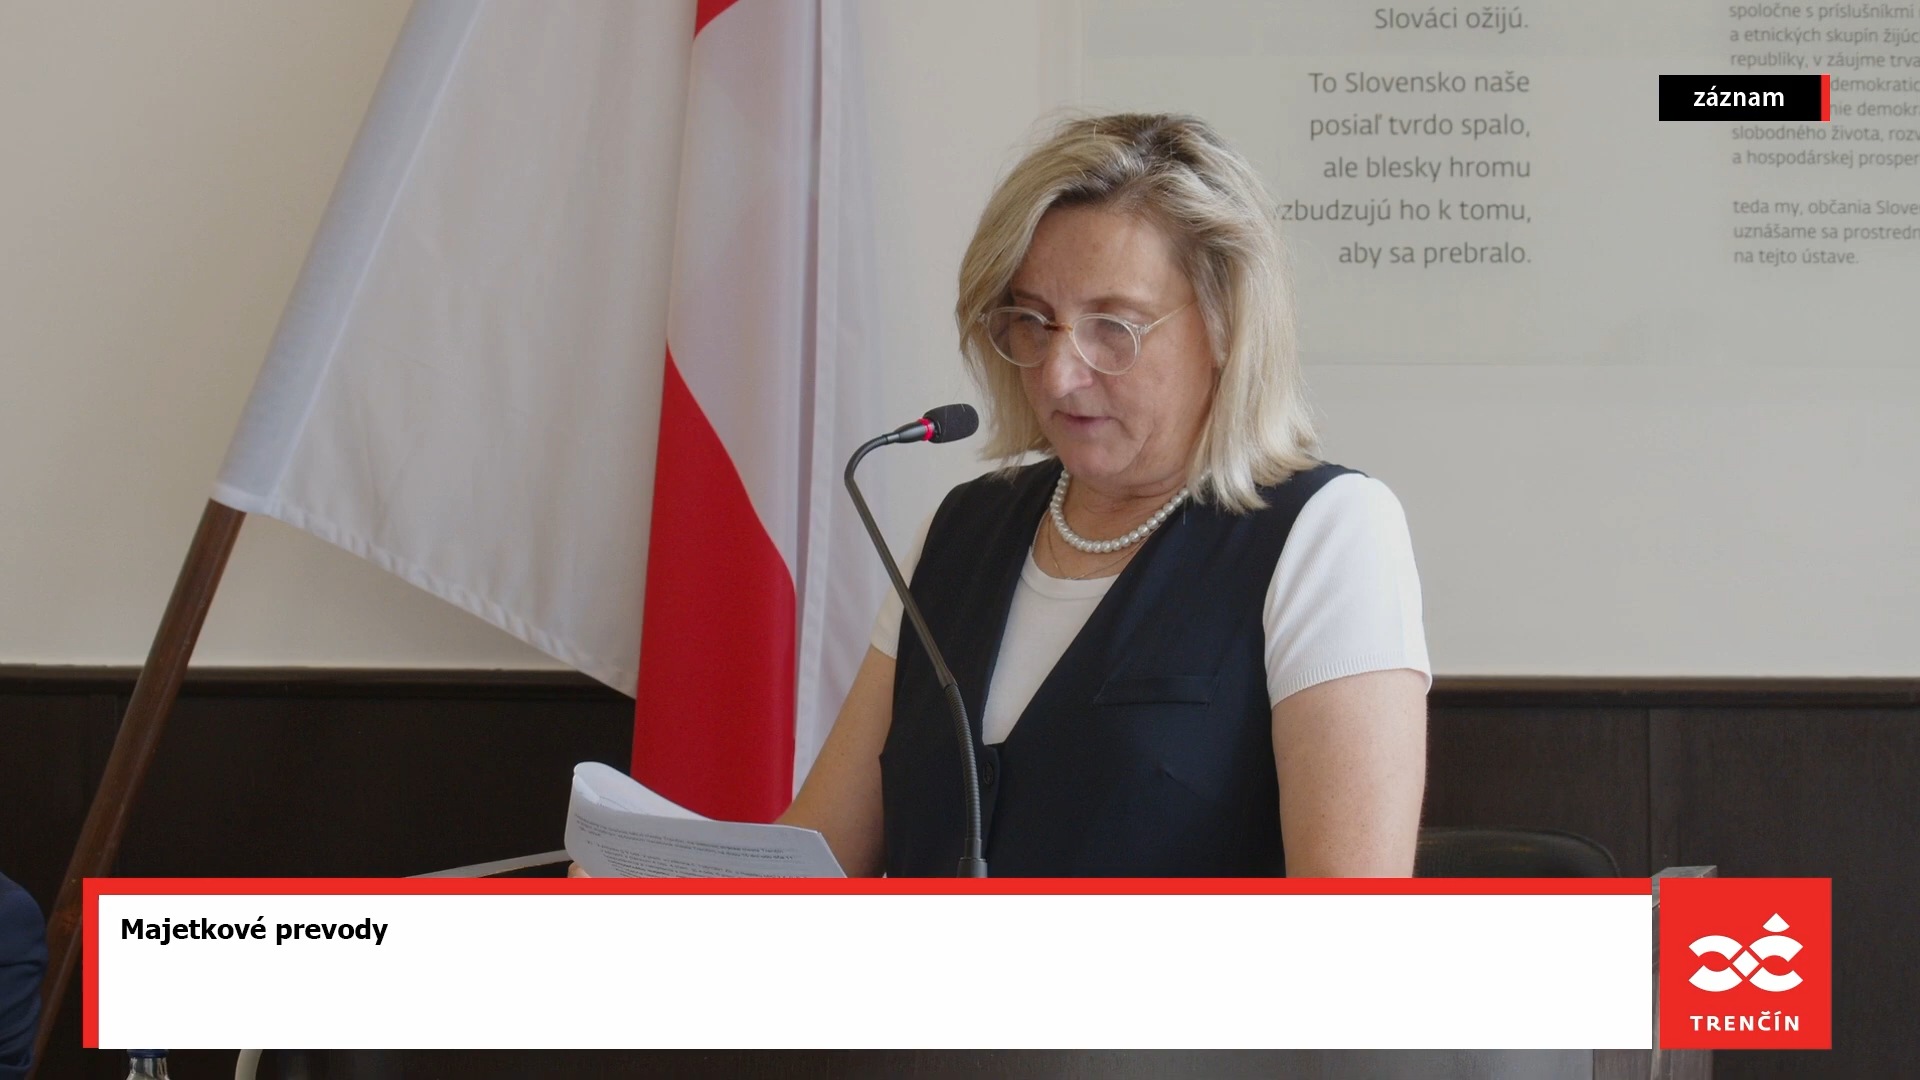 Slováci ožijú.
To Slovensko naše
posiaľ tvrdo spalo,
ale blesky hromu
zbudzujú ho k tomu,
aby sa prebralo.
spoločne s príslušníkmi
a etnických skupín žijúc
republiky, v záujme trva
demokratic
nie demokr
slobodného života, rozv
a hospodárskej prosper
teda my, občania Slove
uznášame sa prostredn
na tejto ústave.
záznam
Majetkové prevody
TRENČÍN